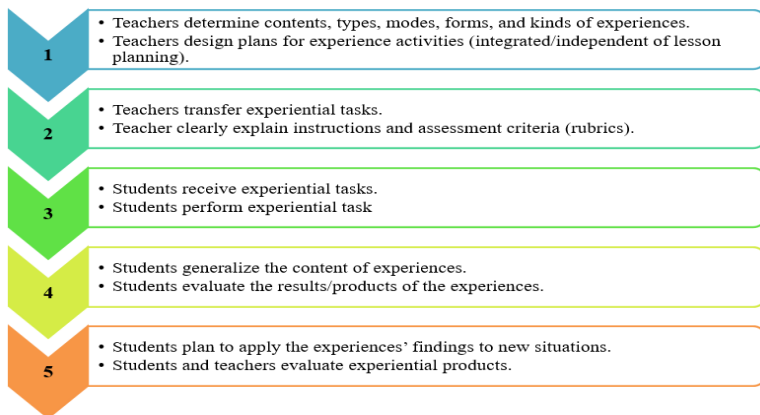 1
• Teachers determine contents, types, modes, forms, and kinds of experiences.
• Teachers design plans for experience activities (integrated/independent of lesson
planning).
2
• Teachers transfer experiential tasks.
• Teacher clearly explain instructions and assessment criteria (rubrics).
3
• Students receive experiential tasks.
• Students perform experiential task
4
• Students generalize the content of experiences.
• Students evaluate the results/products of the experiences.
5
• Students plan to apply the experiences’ findings to new situations.
• Students and teachers evaluate experiential products.